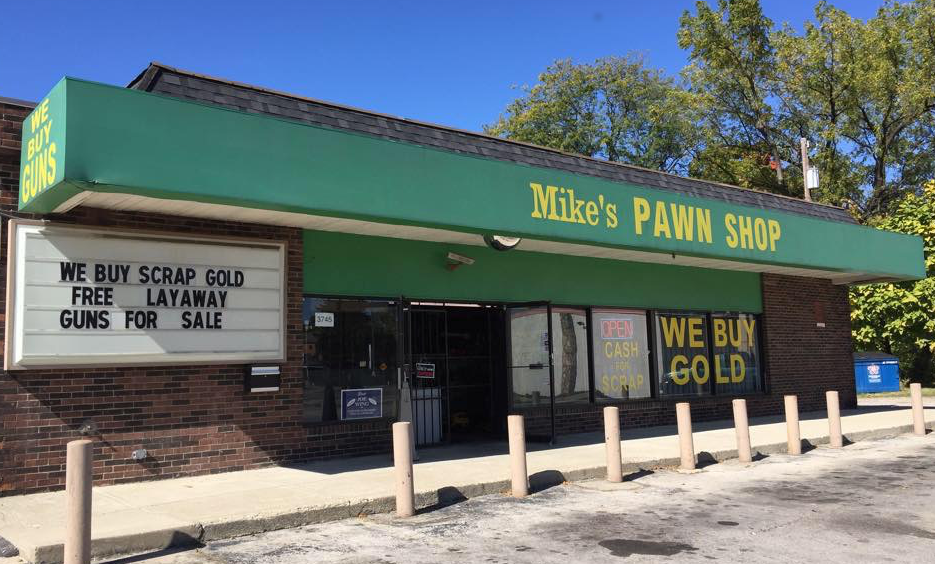 WE
BUY
GUNS
Mike's PAWN SHOP
WE BUY SCRAP GOLD
FREE LAYAWAY
GUNS FOR SALE
3745
OPEN
CASH
FOR
SCRAP
WE BUY
GOLD